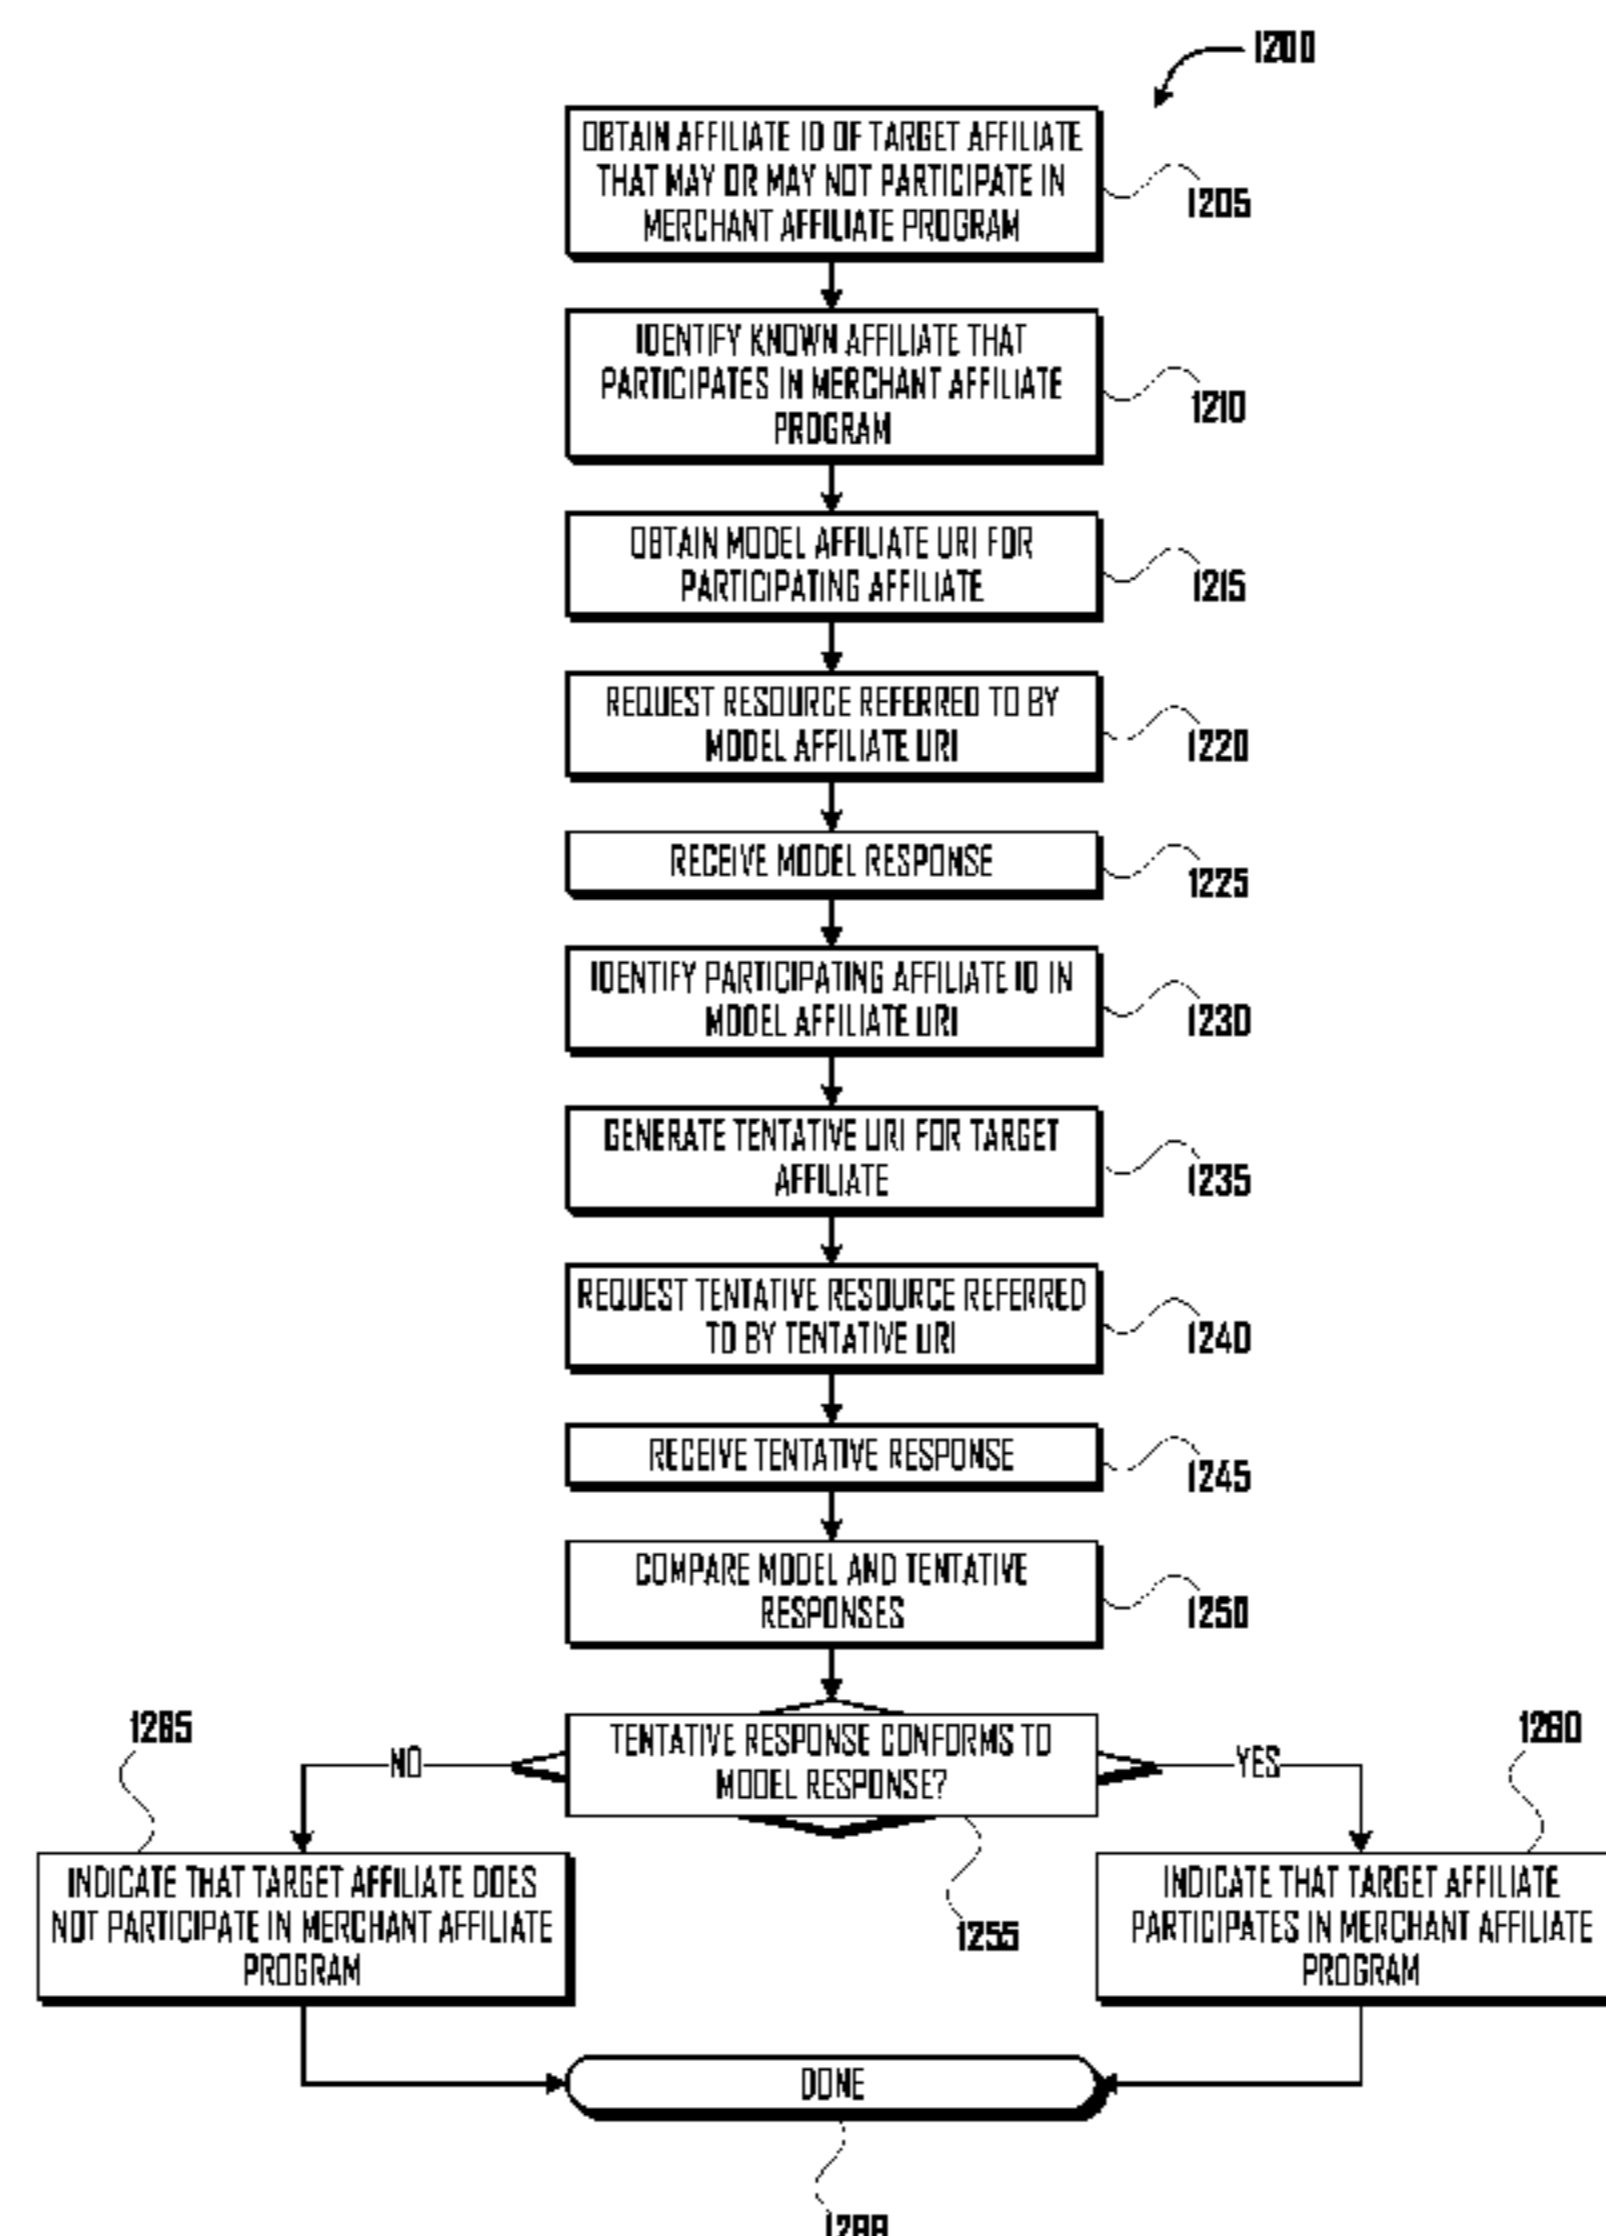 1200
OBTAIN AFFILIATE ID OF TARGET AFFILIATE
THAT MAY OR MAY NOT PARTICIPATE IN
MERCHANT AFFILIATE PROGRAM
1205
IDENTIFY KNOWN AFFILIATE THAT
PARTICIPATES IN MERCHANT AFFILIATE
PROGRAM
1210
OBTAIN MODEL AFFILIATE URI FOR
PARTICIPATING AFFILIATE
1215
REQUEST RESOURCE REFERRED TO BY
MODEL AFFILIATE URI
1220
RECEIVE MODEL RESPONSE
1225
IDENTIFY PARTICIPATING AFFILIATE ID IN
MODEL AFFILIATE URI
1230
GENERATE TENTATIVE URI FOR TARGET
AFFILIATE
1235
REQUEST TENTATIVE RESOURCE REFERRED
TO BY TENTATIVE URI
1240
RECEIVE TENTATIVE RESPONSE
1245
COMPARE MODEL AND TENTATIVE
RESPONSES
1250
TENTATIVE RESPONSE CONFORMS TO
MODEL RESPONSE?
1255
NO
YES
1265
INDICATE THAT TARGET AFFILIATE DOES
NOT PARTICIPATE IN MERCHANT AFFILIATE
PROGRAM
1260
INDICATE THAT TARGET AFFILIATE
PARTICIPATES IN MERCHANT AFFILIATE
PROGRAM
DONE